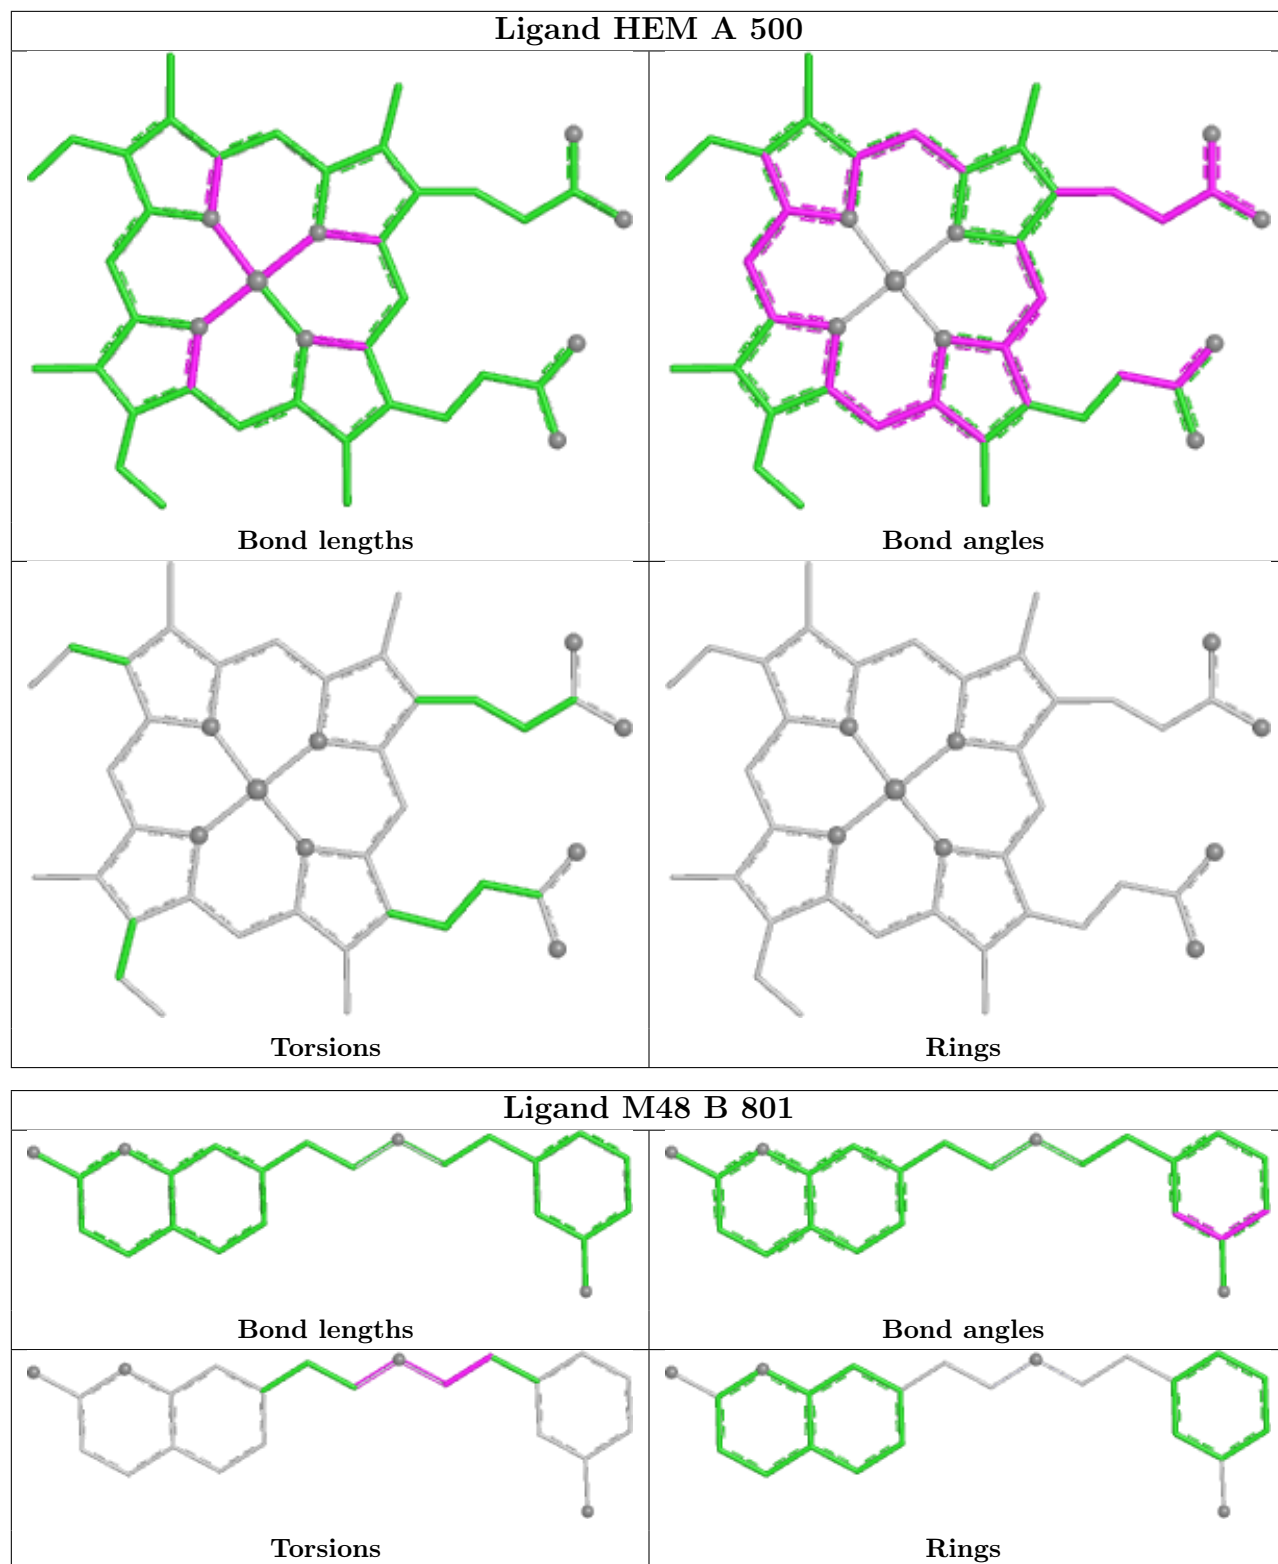 Ligand HEM A 500
Bond lengths
Bond angles
Torsions
Rings
Ligand M48 B 801
Bond lengths
Bond angles
Torsions
Rings